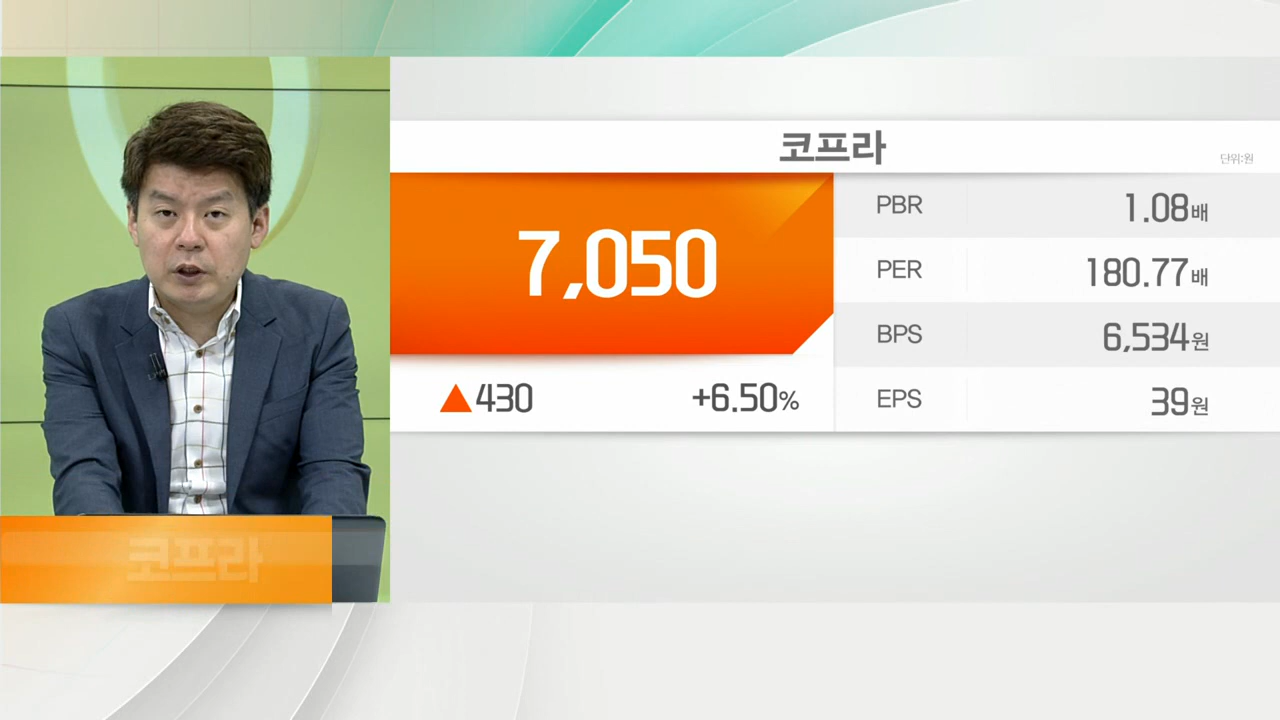 코프라
단위:원
7,050
▲430 +6.50%
PBR 1.08배
PER 180.77배
BPS 6,534원
EPS 39원
코프라